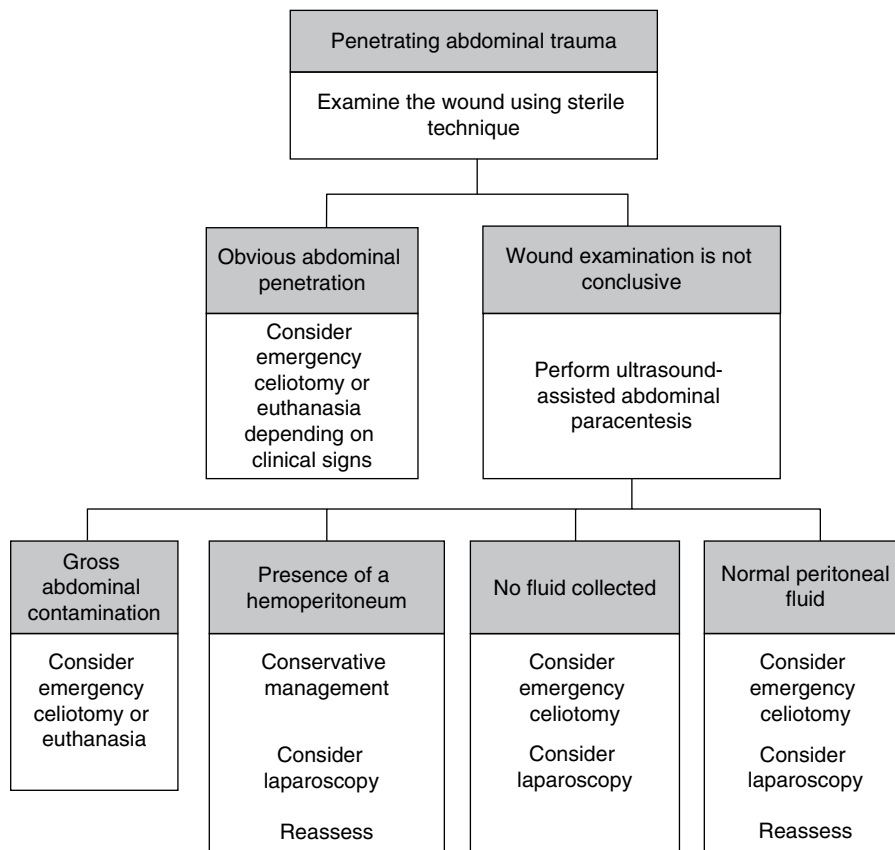 Penetrating abdominal trauma
Examine the wound using sterile
technique
Obvious abdominal
penetration
Consider
emergency
celiotomy or
euthanasia
depending on
clinical signs
Wound examination is not
conclusive
Perform ultrasound-
assisted abdominal
paracentesis
Gross
abdominal
contamination
Consider
emergency
celiotomy or
euthanasia
Presence of a
hemoperitoneum
Conservative
management
Consider
laparoscopy
Reassess
No fluid collected
Consider
emergency
celiotomy
Consider
laparoscopy
Normal peritoneal
fluid
Consider
emergency
celiotomy
Consider
laparoscopy
Reassess